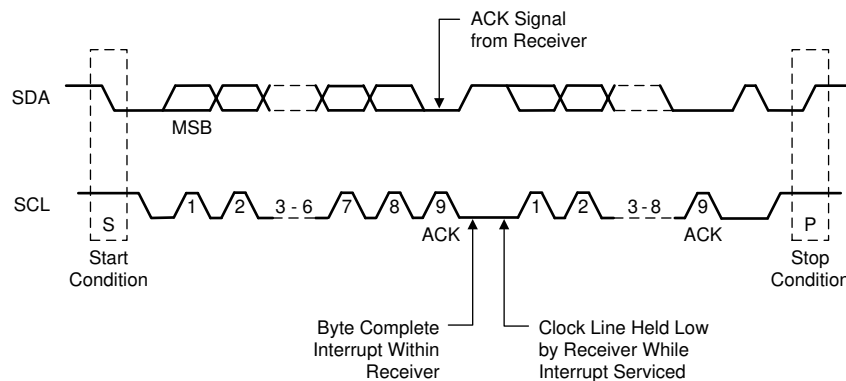 ACK Signal
from Receiver
SDA
MSB
SCL
S
1
2
3 - 6
7
8
9
1
2
3 - 8
9
P
ACK
ACK
Start
Condition
Stop
Condition
Byte Complete
Interrupt Within
Receiver
Clock Line Held Low
by Receiver While
Interrupt Serviced